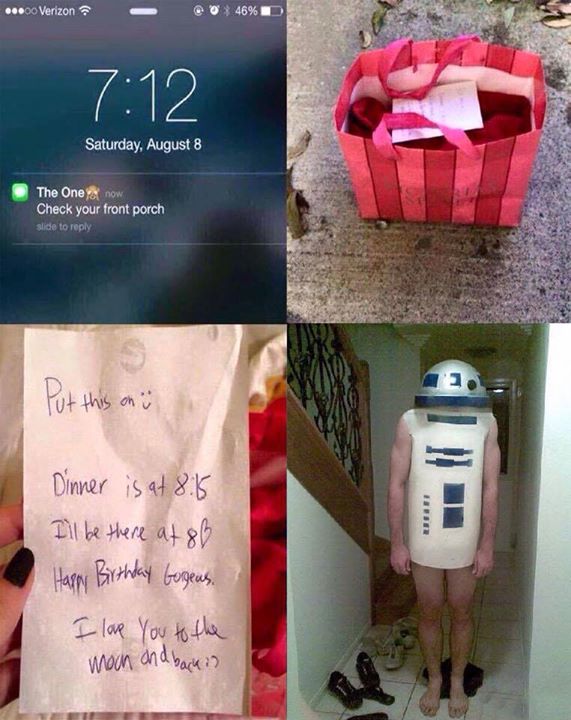 Verizon 46%
7:12
Saturday, August 8
The One🙈 now
Check your front porch
slide to reply
Put this on :)
Dinner is at 8:15
I'll be there at 8
Happy Birthday Gorgeous.
I love You to the
moon and back :)